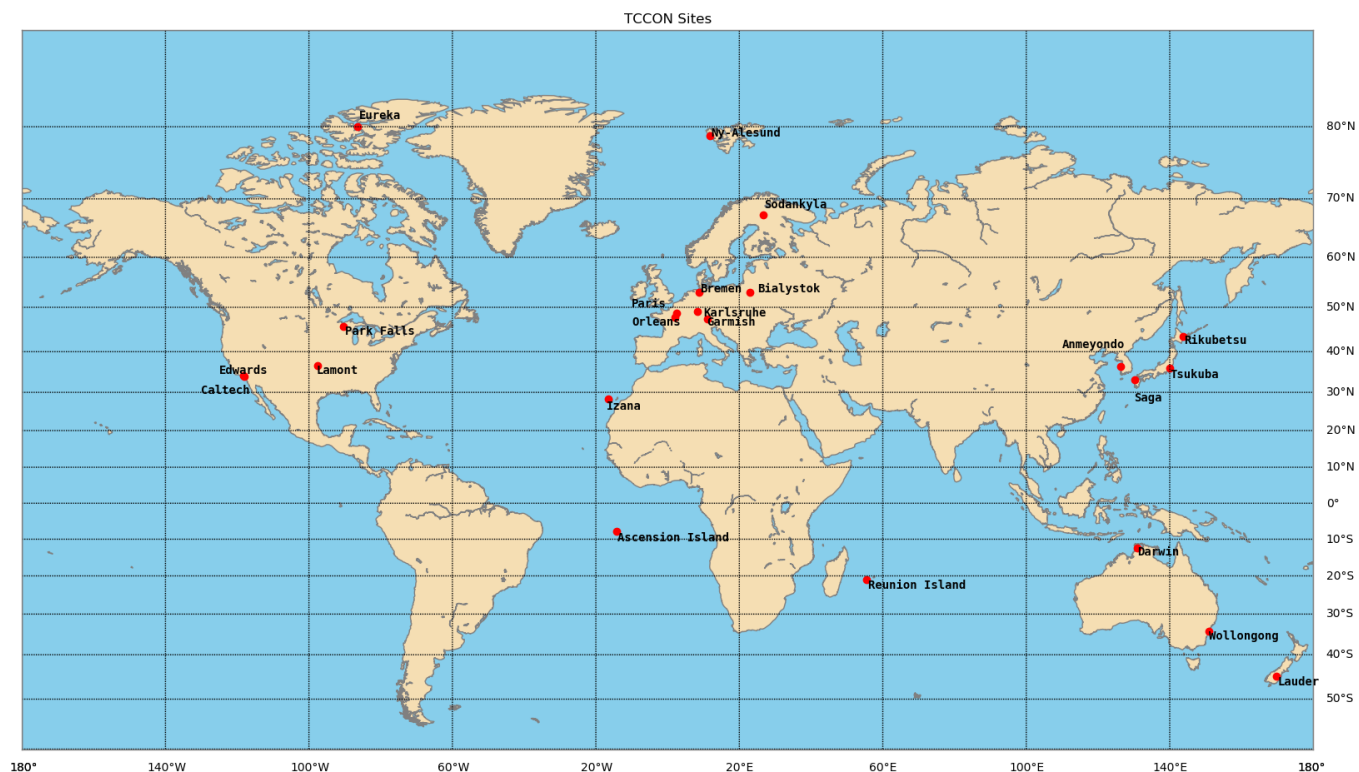 TCCON Sites
Eureka
80°N
Ny-Alesund
70°N
Sodankyla
60°N
Bremen
Bialystok
Paris
50°N
Karlsruhe
Orleans
Garmish
Park Falls
Rikubetsu
Anmeyondo
40°N
Edwards
Lamont
Tsukuba
Caltech
30°N
Saga
Izana
20°N
10°N
0°
Ascension Island
10°S
Darwin
20°S
Reunion Island
30°S
Wollongong
40°S
Lauder
50°S
180° 140°W 100°W 60°W 20°W 20°E 60°E 100°E 140°E 180°